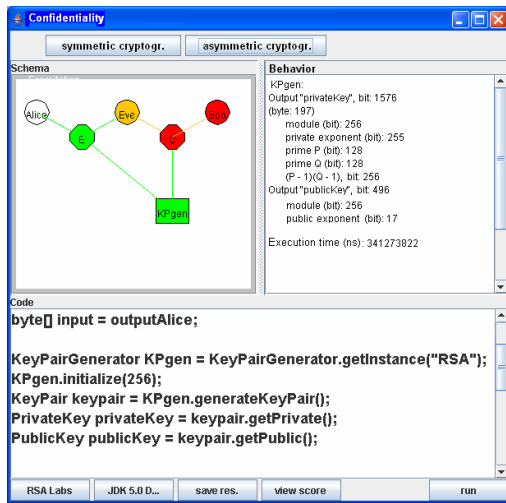 Confidentiality
symmetric cryptogr. asymmetric cryptogr.
Schema
Alice Eve Bob
E
KPgen
Behavior
KPgen:
Output "privateKey", bit: 1576
(byte: 197)
module (bit): 256
private exponent (bit): 255
prime P (bit): 128
prime Q (bit): 128
(P - 1)(Q - 1), bit: 256
Output "publicKey", bit: 496
module (bit): 256
public exponent (bit): 17
Execution time (ns): 341273822
Code
byte[] input = outputAlice;
KeyPairGenerator KPgen = KeyPairGenerator.getInstance("RSA");
KPgen.initialize(256);
KeyPair keypair = KPgen.generateKeyPair();
PrivateKey privateKey = keypair.getPrivate();
PublicKey publicKey = keypair.getPublic();
RSA Labs JDK 5.0 D... save res. view score run